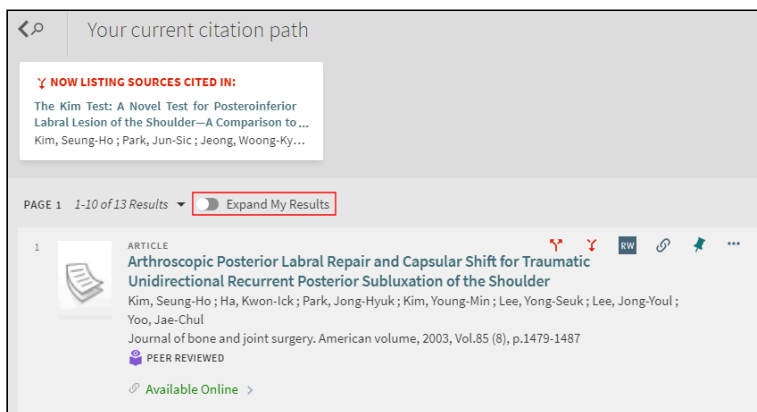 Your current citation path
NOW LISTING SOURCES CITED IN:
The Kim Test: A Novel Test for Posteroinferior
Labral Lesion of the Shoulder—A Comparison to ...
Kim, Seung-Ho ; Park, Jun-Sic ; Jeong, Woong-Ky...
PAGE 1 1-10 of 13 Results Expand My Results
1 ARTICLE RW ...
Arthroscopic Posterior Labral Repair and Capsular Shift for Traumatic
Unidirectional Recurrent Posterior Subluxation of the Shoulder
Kim, Seung-Ho ; Ha, Kwon-Ick ; Park, Jong-Hyuk ; Kim, Young-Min ; Lee, Yong-Seuk ; Lee, Jong-Youl ;
Yoo, Jae-Chul
Journal of bone and joint surgery. American volume, 2003, Vol.85 (8), p.1479-1487
PEER REVIEWED
Available Online >